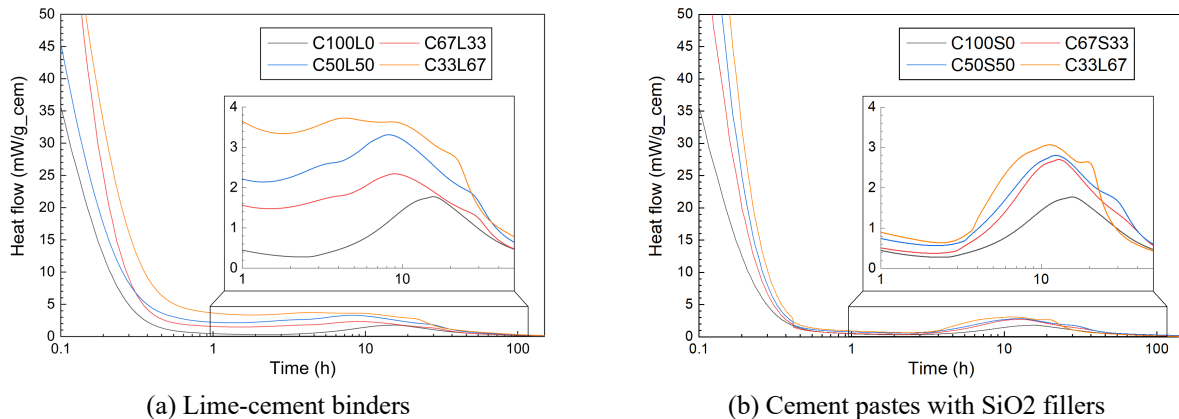 50
45
40
35
30
25
20
15
10
5
0
Heat flow (mW/g_cem)
C100L0 C67L33
C50L50 C33L67
4
3
2
1
0
1 10
0.1 1 10 100
Time (h)
(a) Lime-cement binders
50
45
40
35
30
25
20
15
10
5
0
Heat flow (mW/g_cem)
C100S0 C67S33
C50S50 C33L67
4
3
2
1
0
1 10
0.1 1 10 100
Time (h)
(b) Cement pastes with SiO2 fillers